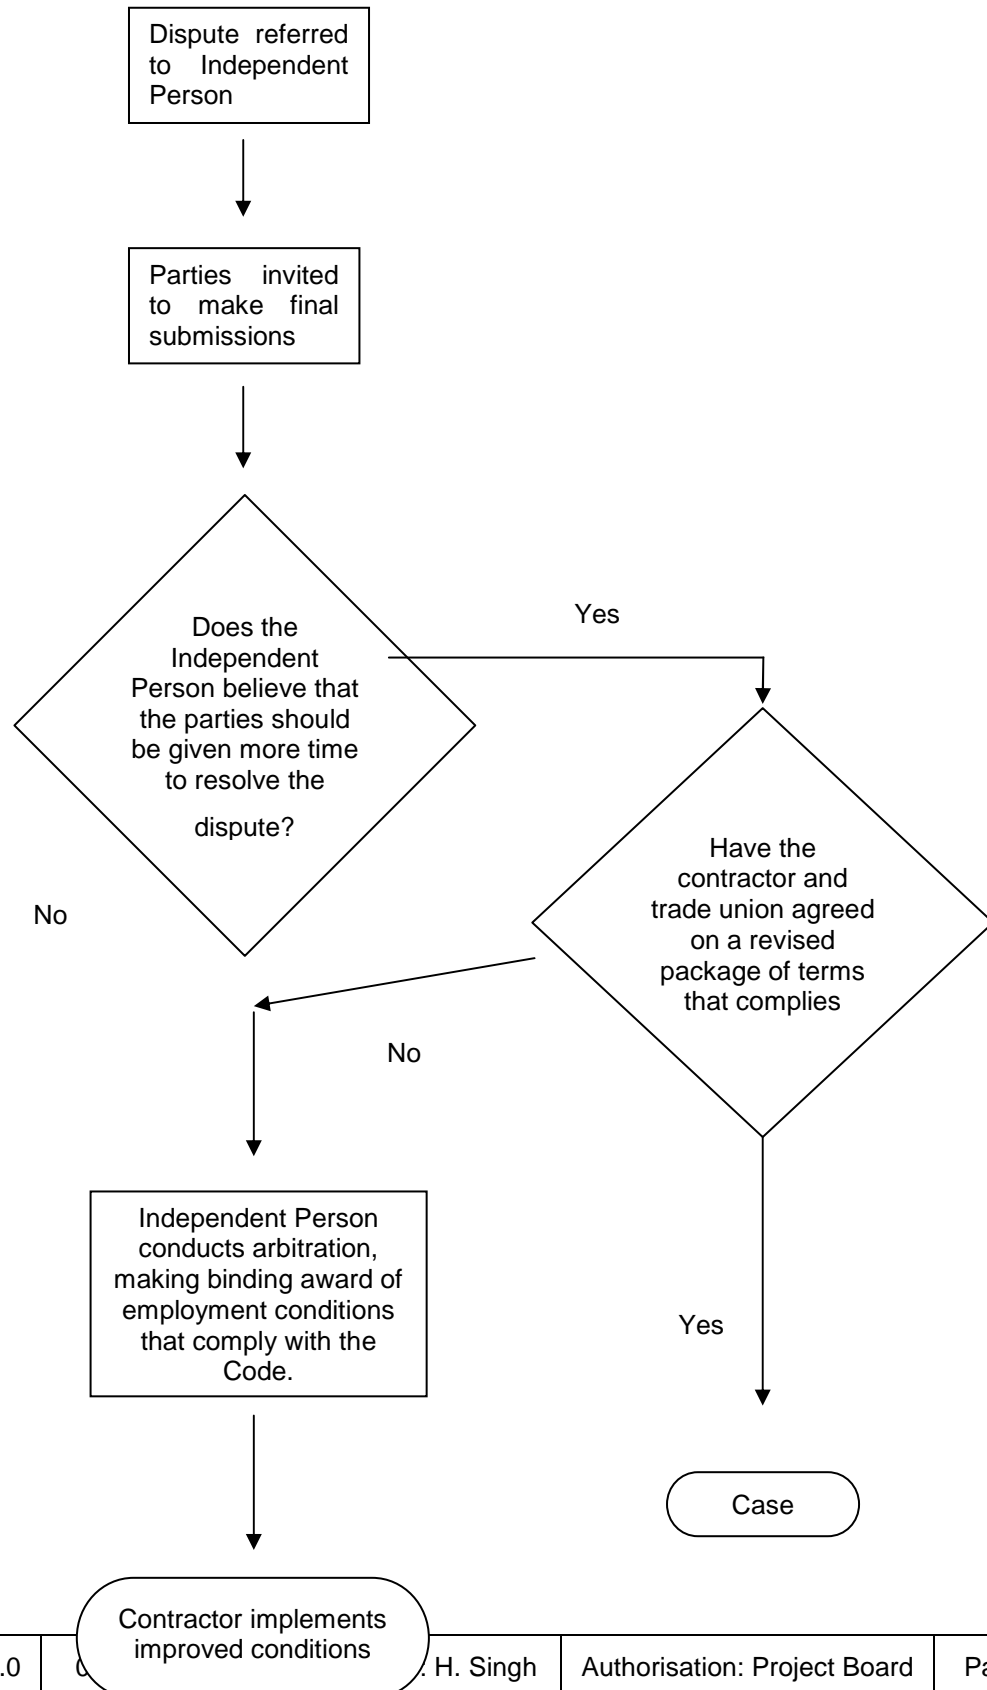 Dispute referred
to Independent
Person
Parties invited
to make final
submissions
Does the
Independent
Person believe that
the parties should
be given more time
to resolve the
dispute?
Yes
No
Have the
contractor and
trade union agreed
on a revised
package of terms
that complies
No
Independent Person
conducts arbitration,
making binding award of
employment conditions
that comply with the
Code.
Yes
Case
Contractor implements
improved conditions
.0
H. Singh
Authorisation: Project Board